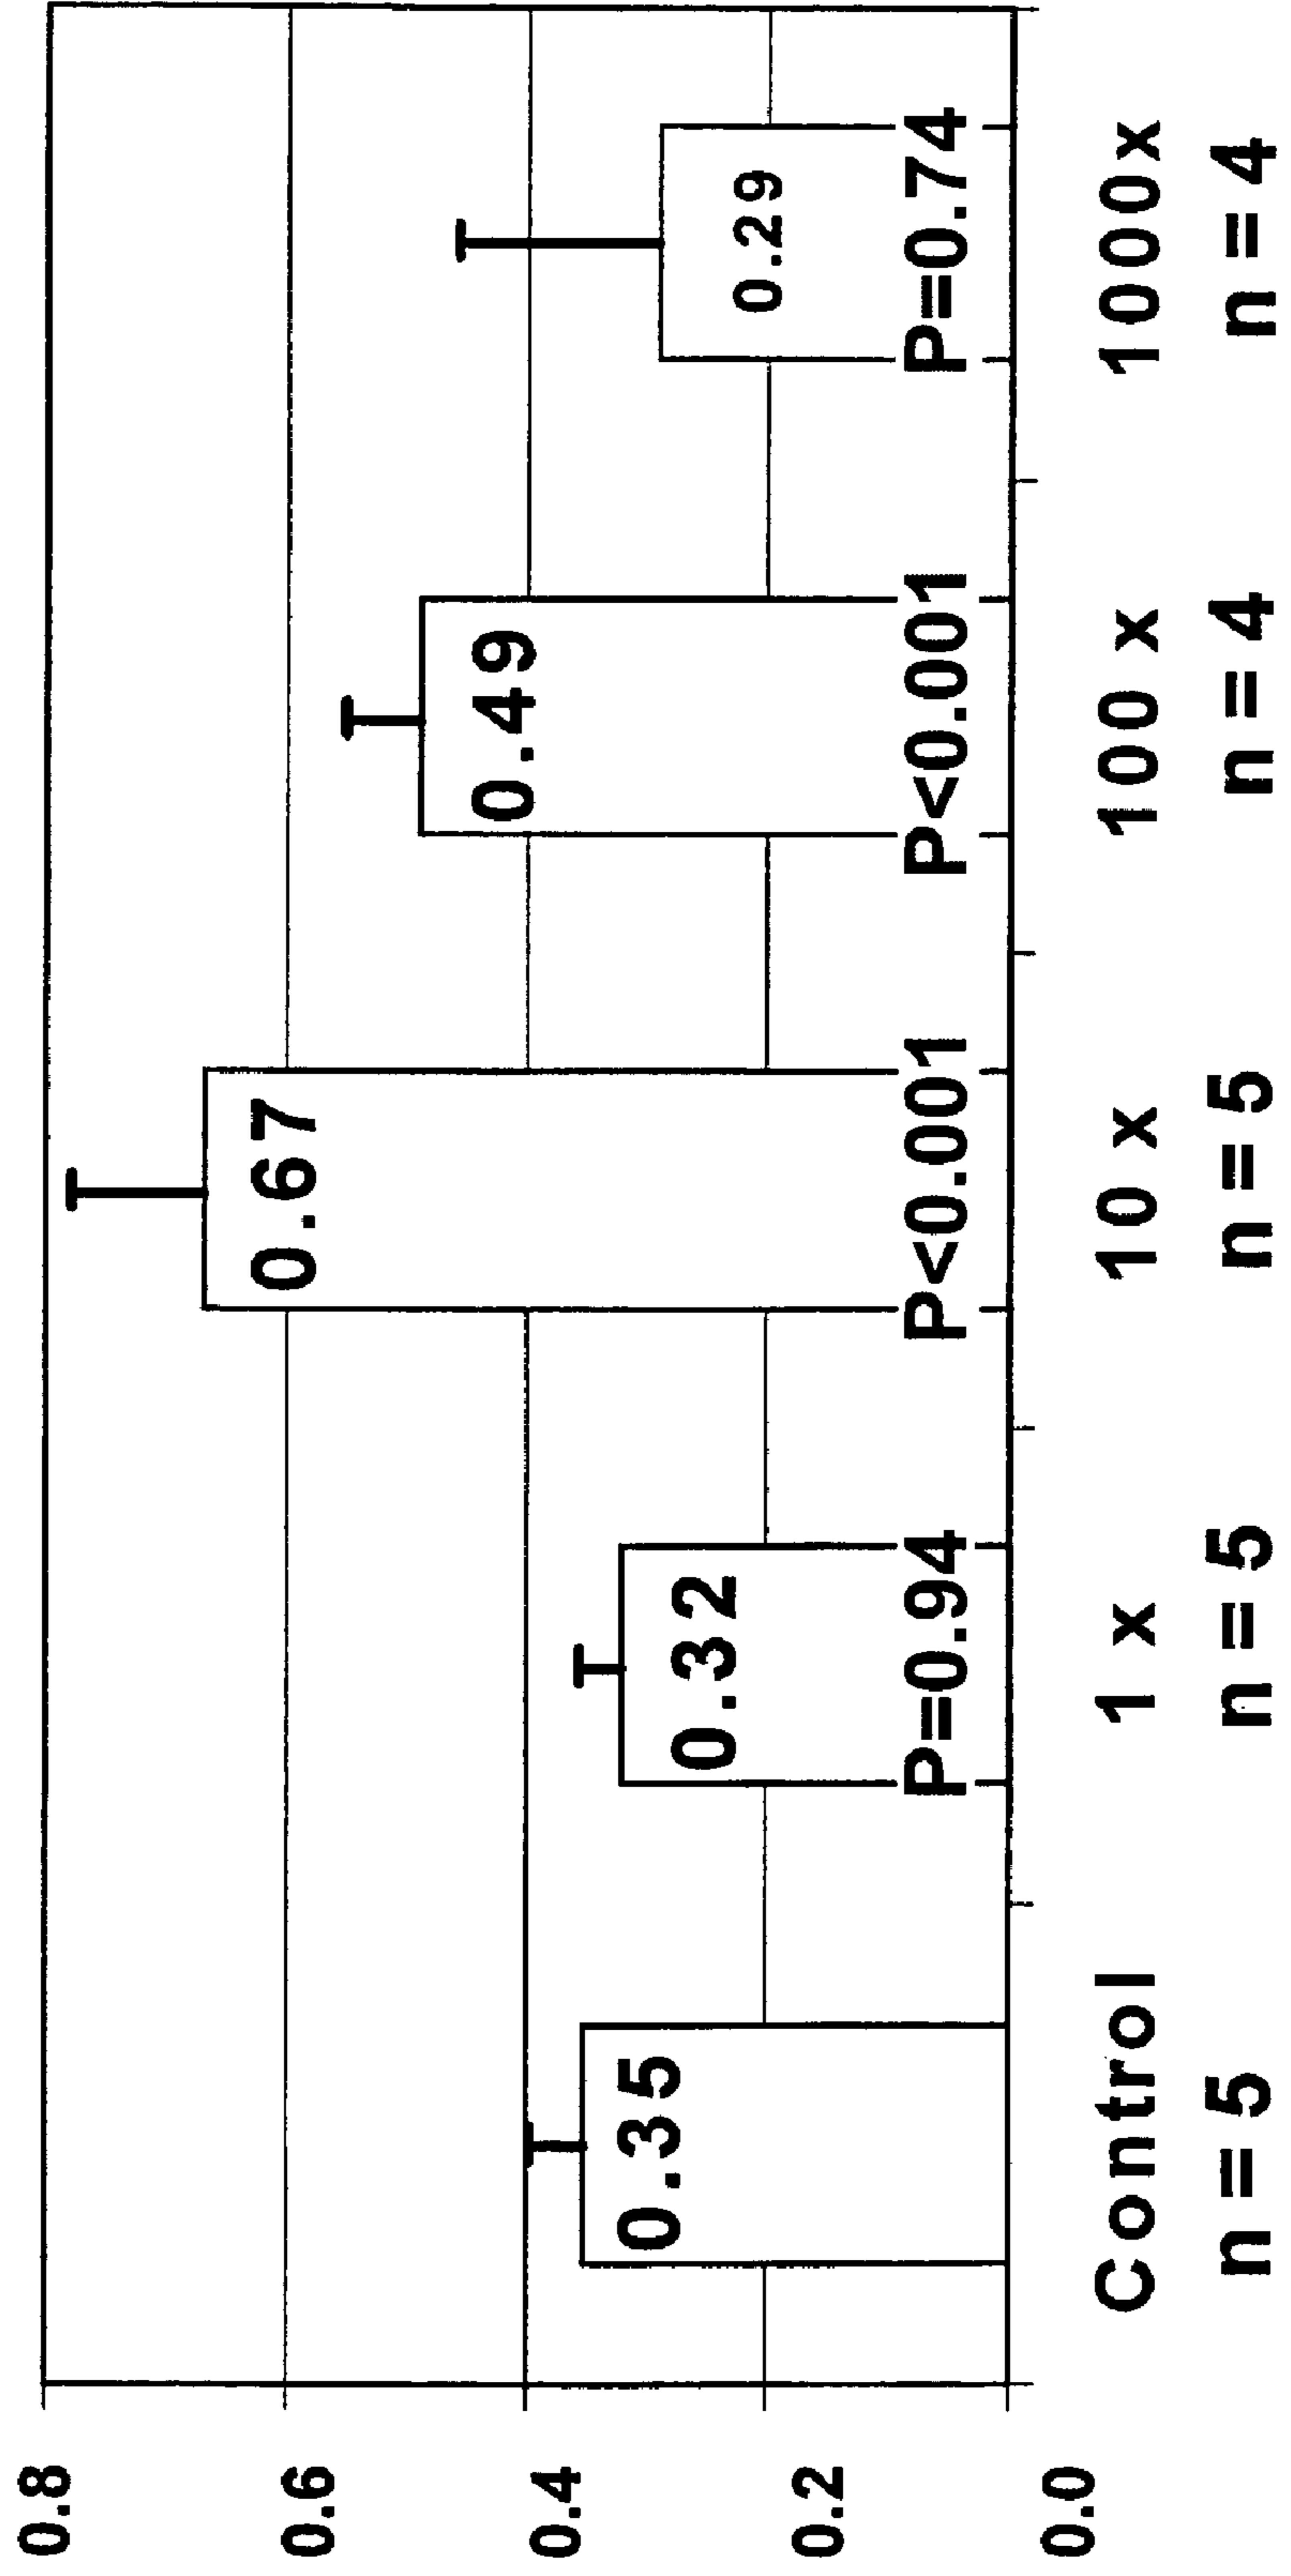 0.8
0.6
0.4
0.2
0.0
0.35
0.32
0.67
0.49
0.29
P=0.94
P<0.001
P<0.001
P=0.74
Control
1 x
10 x
100 x
1000x
n = 5
n = 5
n = 5
n = 4
n = 4